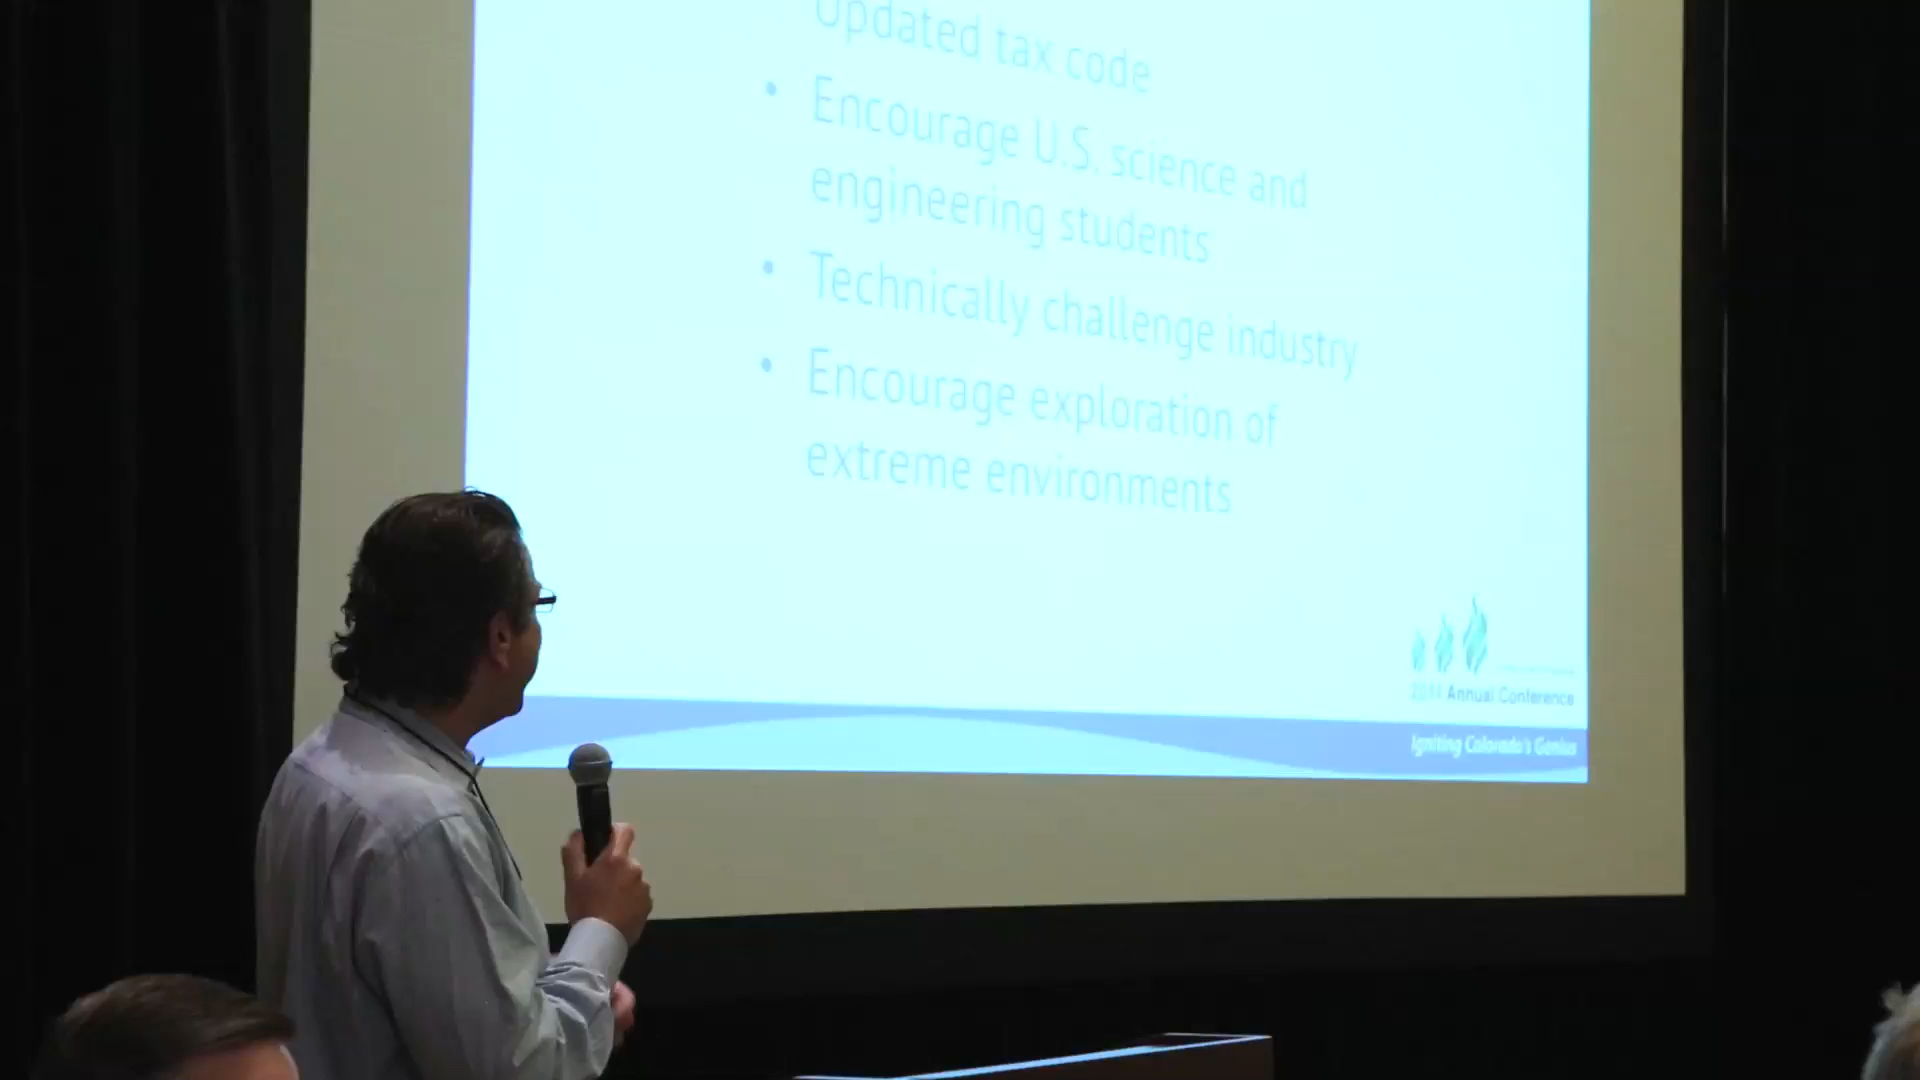 Updated tax code
• Encourage U.S. science and
engineering students
• Technically challenge industry
• Encourage exploration of
extreme environments
2011 Annual Conference
Igniting Colorado's Genius